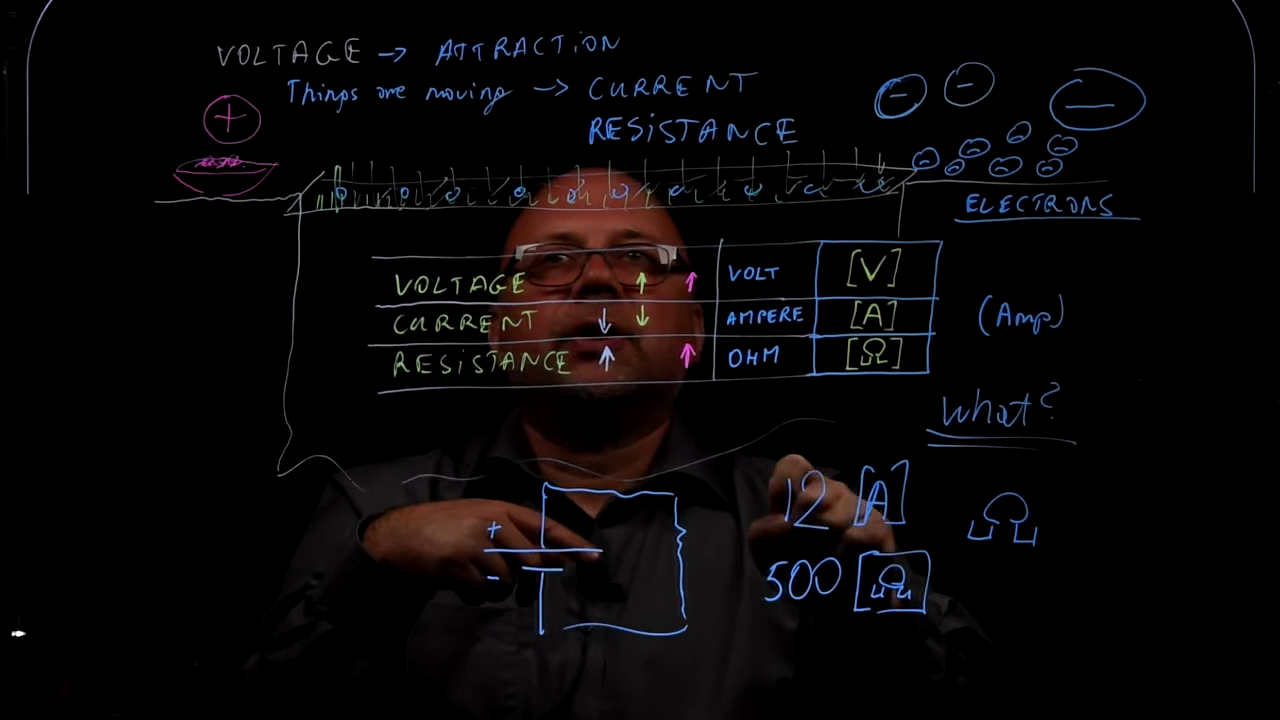 VOLTAGE → ATTRACTION
Things are moving → CURRENT
RESISTANCE
+
- - -
- - - - - - -
ELECTRONS
VOLTAGE ↑ ↑ VOLT [V]
CURRENT ↓ ↓ AMPERE [A] (Amp)
RESISTANCE ↑ ↑ OHM [Ω]
What?
12 [A] Ω
+
-
500 [Ω]